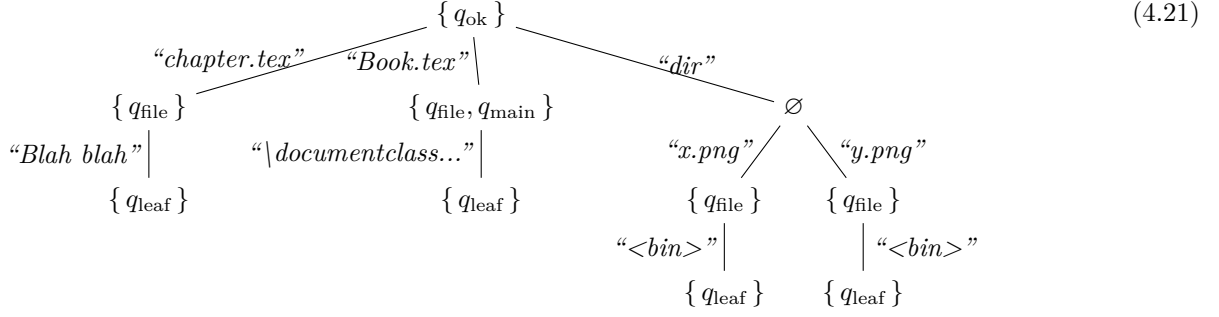 { q_ok } (4.21)
“chapter.tex” “Book.tex” “dir”
{ q_file } { q_file, q_main } ∅
“Blah blah” “\documentclass...” “x.png” “y.png”
{ q_leaf } { q_leaf } { q_file } { q_file }
“<bin>” “<bin>”
{ q_leaf } { q_leaf }